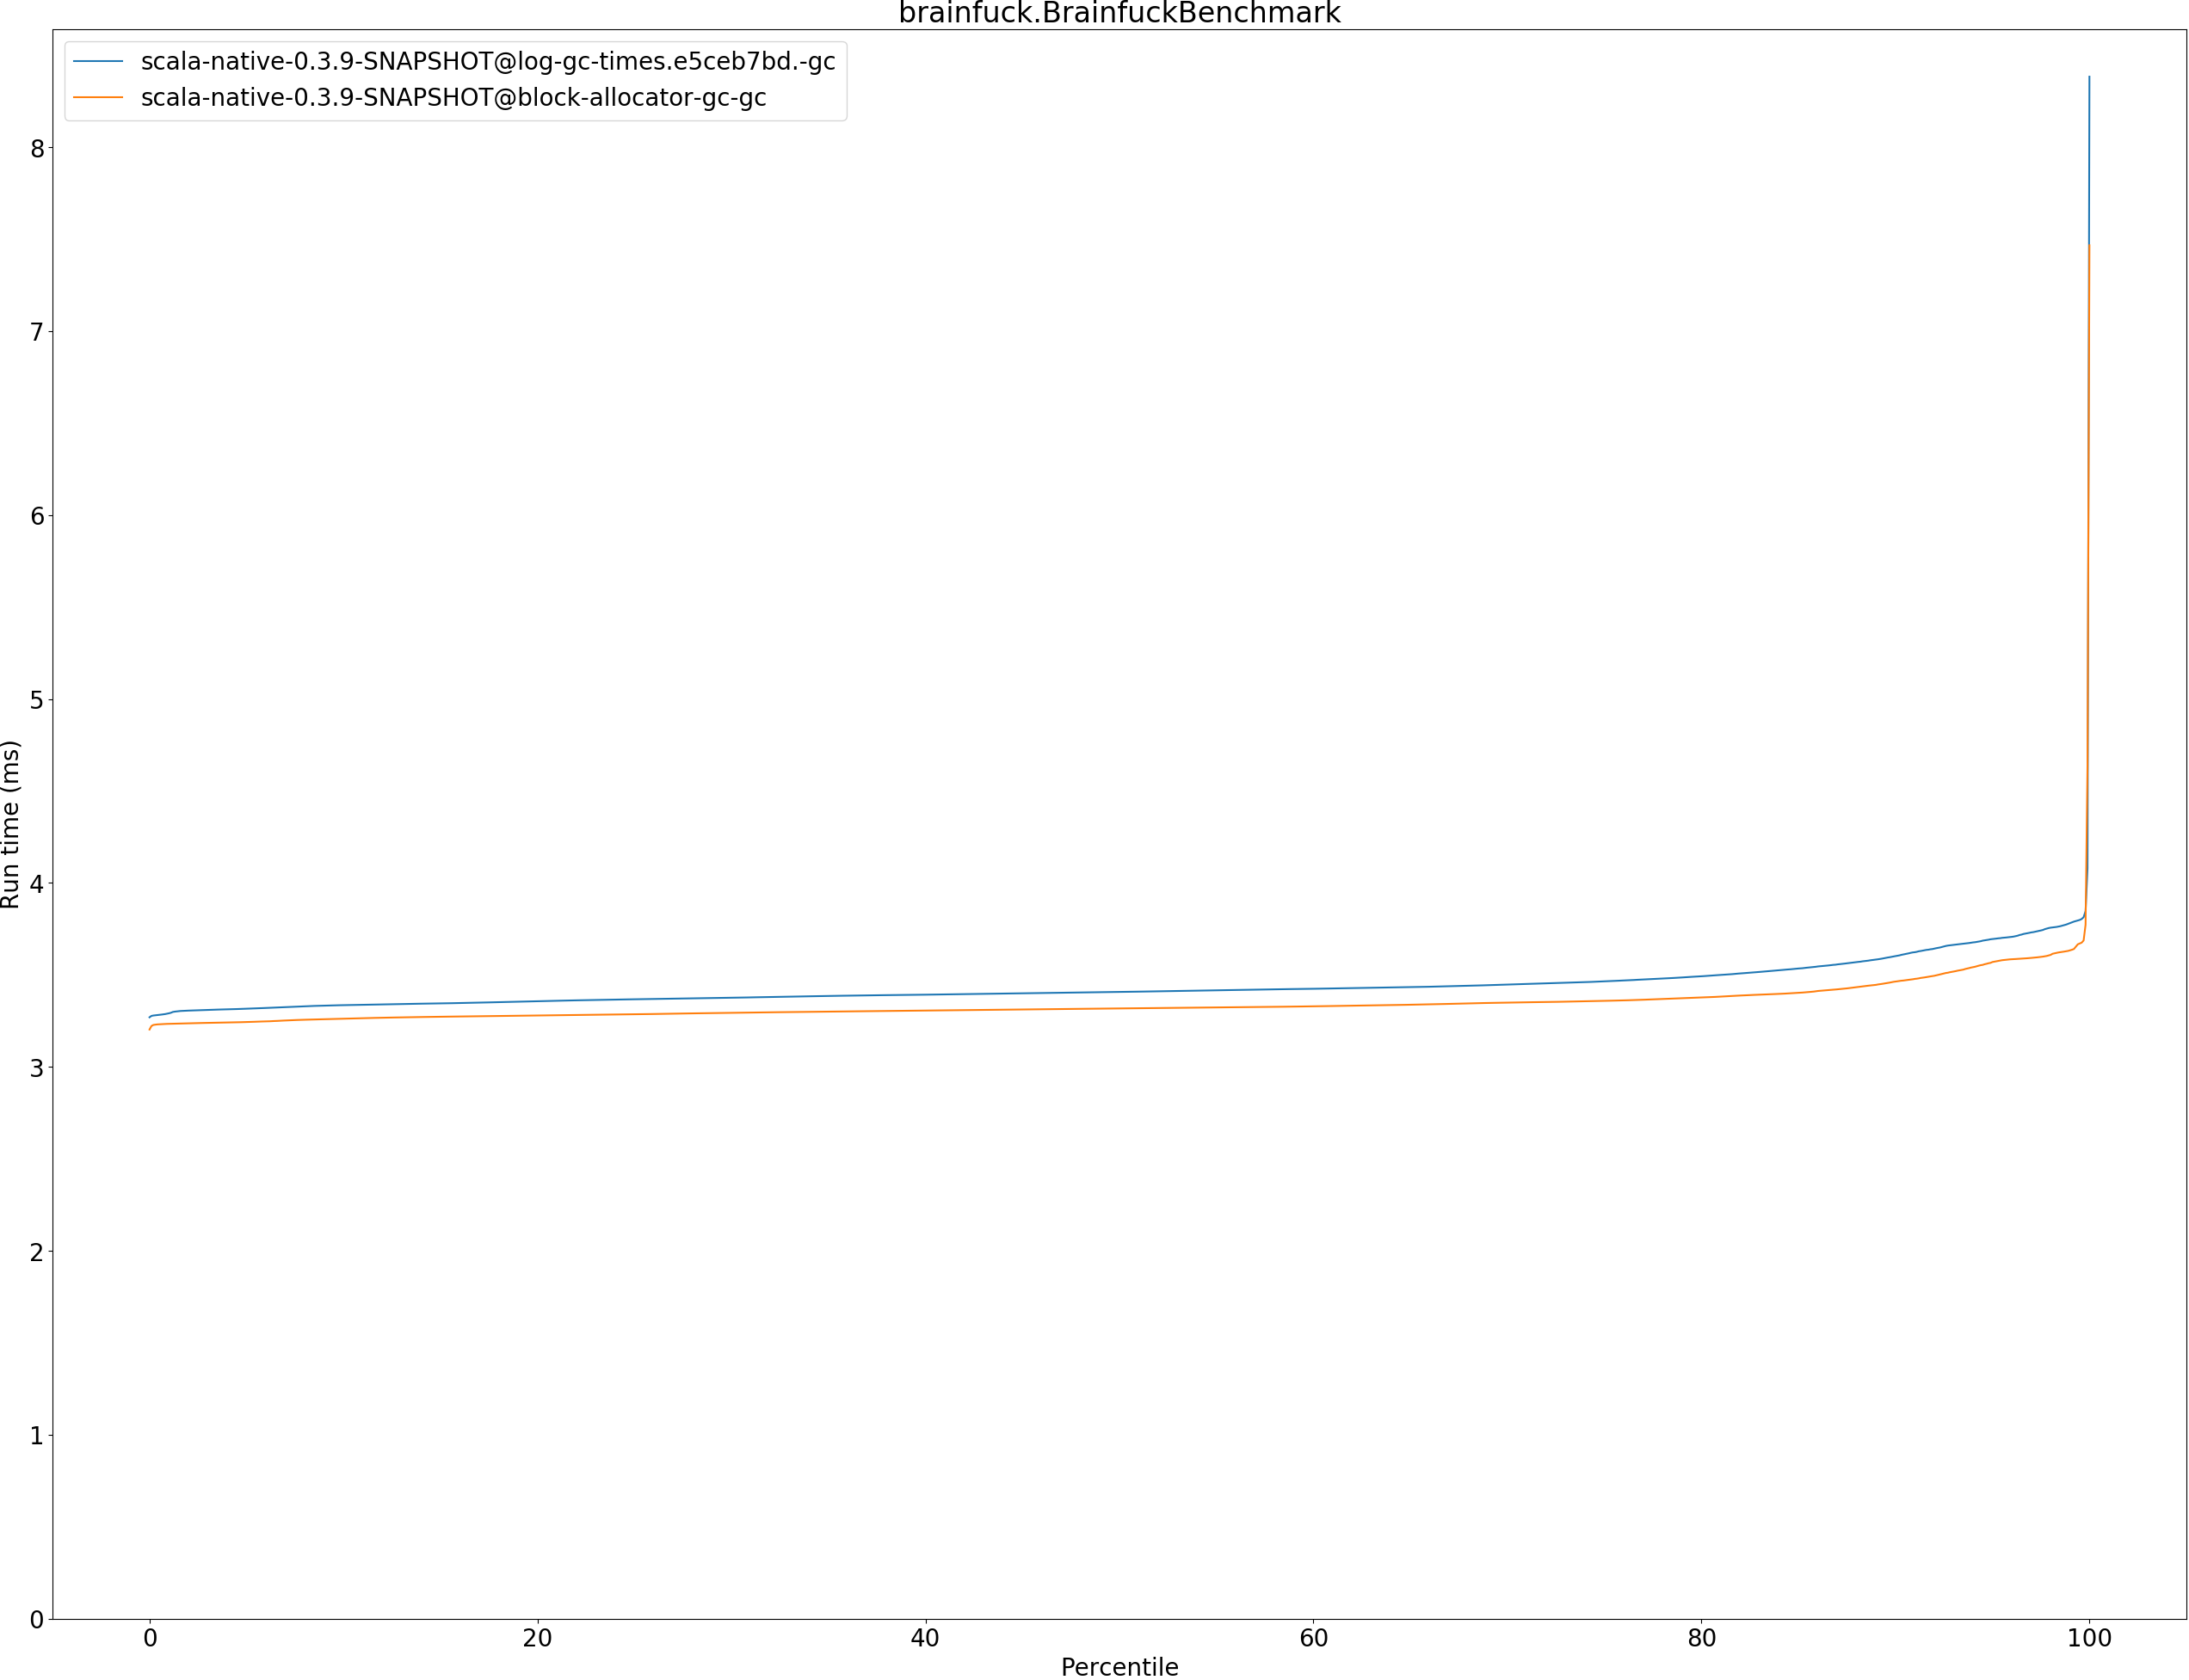 brainfuck.BrainfuckBenchmark
scala-native-0.3.9-SNAPSHOT@log-gc-times.e5ceb7bd.-gc
scala-native-0.3.9-SNAPSHOT@block-allocator-gc-gc
8
7
6
5
4
3
2
1
0
Run time (ms)
0 20 40 60 80 100
Percentile